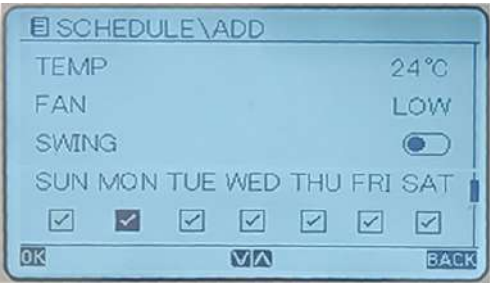 SCHEDULE\ADD
TEMP 24°C
FAN LOW
SWING
SUN MON TUE WED THU FRI SAT
OK BACK